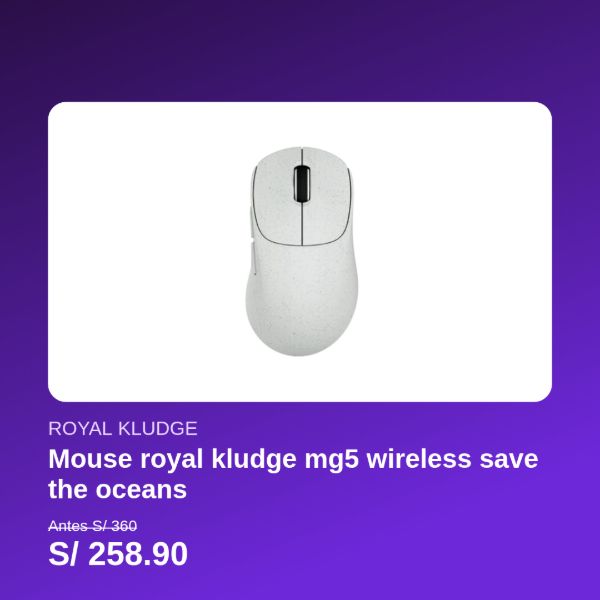 ROYAL KLUDGE
Mouse royal kludge mg5 wireless save
the oceans
Antes S/ 360
S/ 258.90